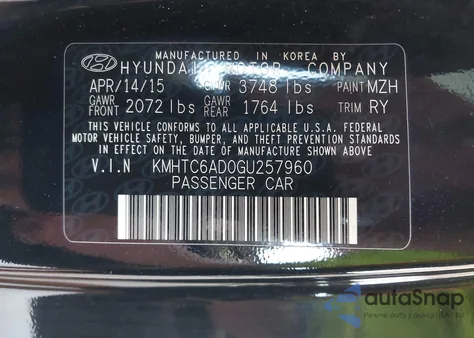 MANUFACTURED IN KOREA BY
HYUNDAI MOTOR COMPANY
APR/14/15 GVWR 3748 lbs PAINT MZH
GAWR FRONT 2072 lbs GAWR REAR 1764 lbs TRIM RY
THIS VEHICLE CONFORMS TO ALL APPLICABLE U.S.A. FEDERAL
MOTOR VEHICLE SAFETY, BUMPER, AND THEFT PREVENTION STANDARDS
IN EFFECT ON THE DATE OF MANUFACTURE SHOWN ABOVE.
V.I.N KMHTC6AD0GU257960
PASSENGER CAR
autoSnap